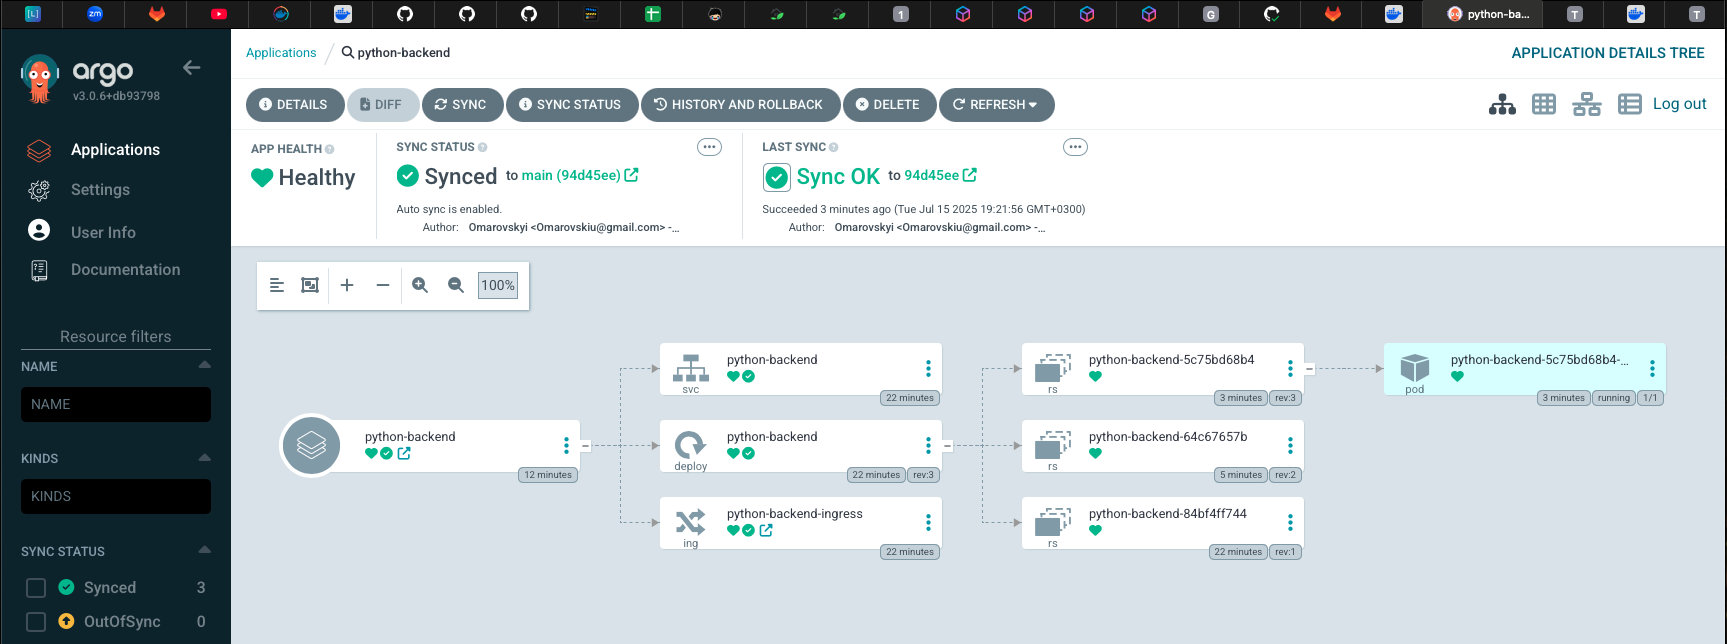 [L]
zm
1
G
python-ba...
T
T
argo
v3.0.6+db93798
Applications
Settings
User Info
Documentation
Resource filters
NAME
NAME
KINDS
KINDS
SYNC STATUS
Synced 3
OutOfSync 0
Applications / python-backend
APPLICATION DETAILS TREE
DETAILS DIFF SYNC SYNC STATUS HISTORY AND ROLLBACK DELETE REFRESH
Log out
APP HEALTH
Healthy
SYNC STATUS
Synced to main (94d45ee)
Auto sync is enabled.
Author: Omarovskyi <Omarovskiu@gmail.com> -...
LAST SYNC
Sync OK to 94d45ee
Succeeded 3 minutes ago (Tue Jul 15 2025 19:21:56 GMT+0300)
Author: Omarovskyi <Omarovskiu@gmail.com> -...
100%
python-backend
12 minutes
python-backend
svc
22 minutes
python-backend
deploy
22 minutes rev:3
python-backend-ingress
ing
22 minutes
python-backend-5c75bd68b4
rs
3 minutes rev:3
python-backend-64c67657b
rs
5 minutes rev:2
python-backend-84bf4ff744
rs
22 minutes rev:1
python-backend-5c75bd68b4-...
pod
3 minutes running 1/1